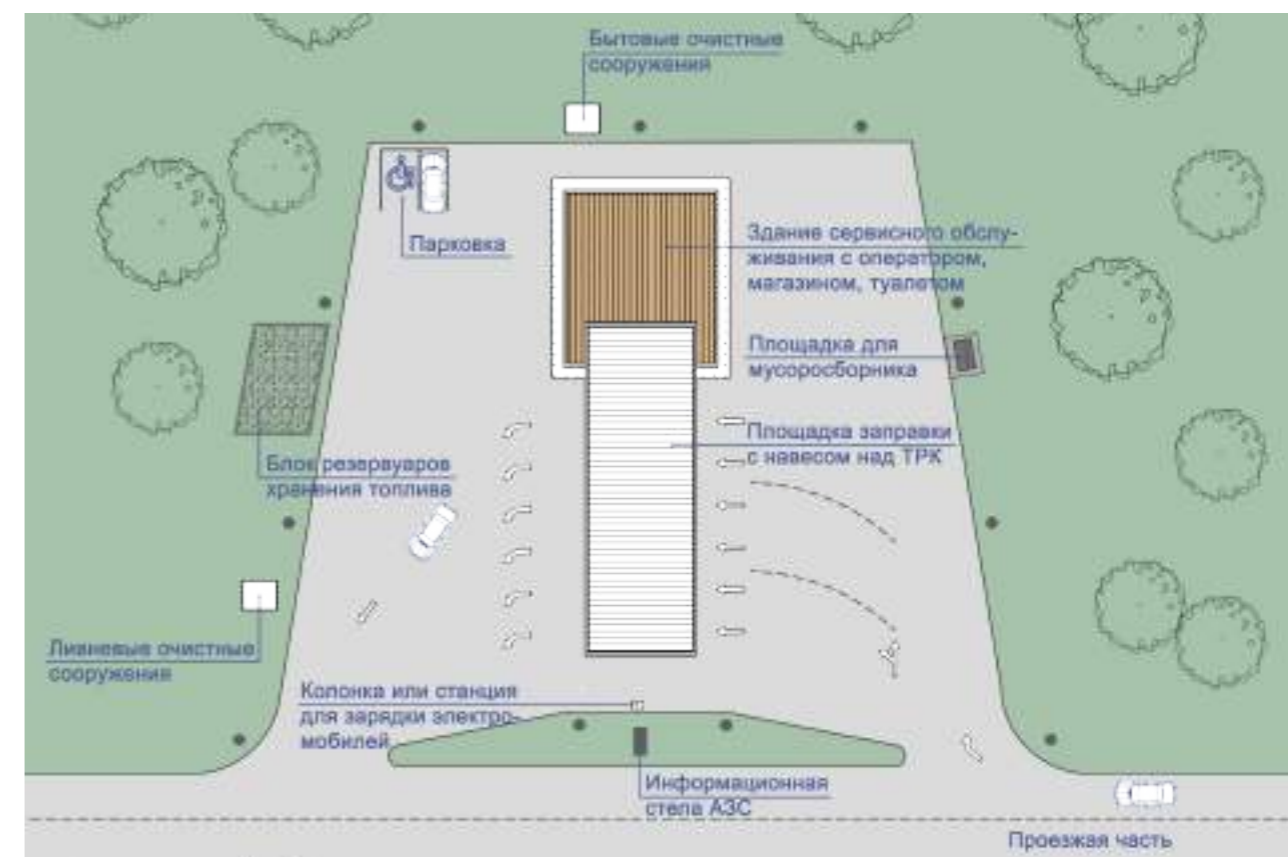 Бытовые очистные
сооружения
Парковка
Здание сервисного обслу-
живания с оператором,
магазином, туалетом
Площадка для
мусоросборника
Площадка заправки
с навесом над ТРК
Блок резервуаров
хранения топлива
Ливневые очистные
сооружения
Колонка или станция
для зарядки электро-
мобилей
Информационная
стела АЗС
Проезжая часть